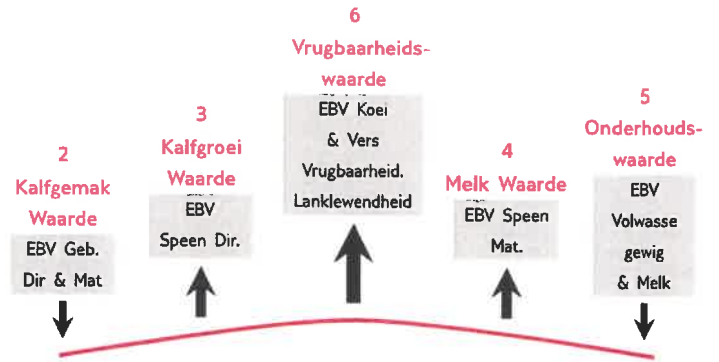 2
Kalfgemak
Waarde
EBV Geb.
Dir & Mat
3
Kalfgroei
Waarde
EBV
Speen Dir.
6
Vrugbaarheids-
waarde
EBV Koei
& Vers
Vrugbaarheid.
Lanklewendheid
4
Melk Waarde
EBV Speen
Mat.
5
Onderhouds-
waarde
EBV
Volwasse
gewig
& Melk